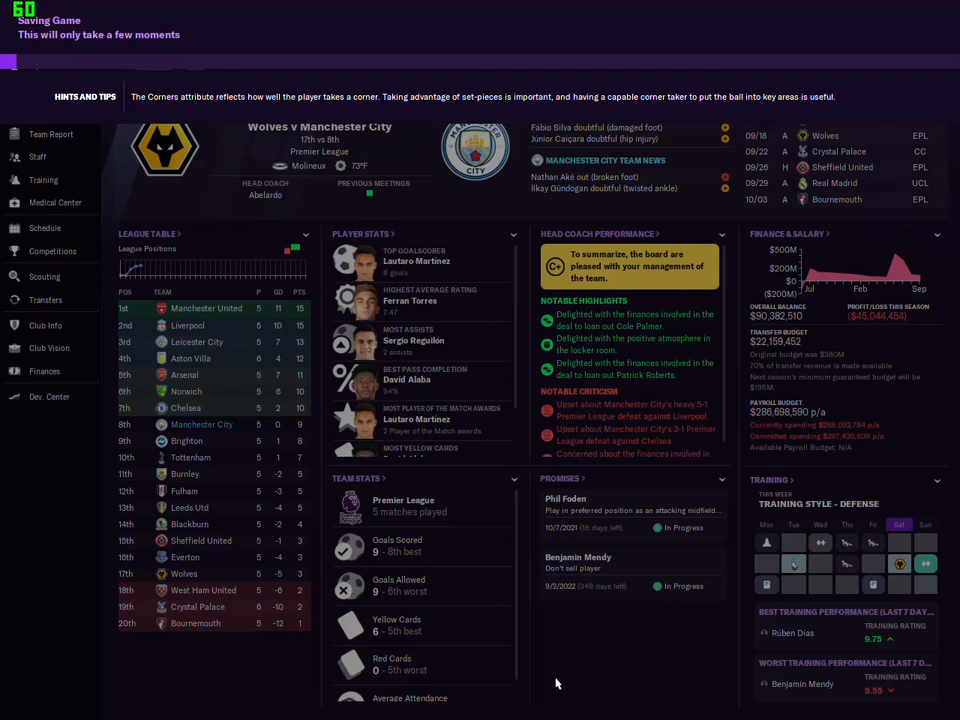 60
Saving Game
This will only take a few moments
HINTS AND TIPS
The Corners attribute reflects how well the player takes a corner. Taking advantage of set-pieces is important, and having a capable corner taker to put the ball into key areas is useful.
Team Report
Staff
Training
Medical Center
Schedule
Competitions
Scouting
Transfers
Club Info
Club Vision
Finances
Dev. Center
Wolves v Manchester City
17th v 8th
Premier League
Molineux 73°F
HEAD COACH
Abelardo
PREVIOUS MEETINGS
Fábio Silva doubtful (damaged foot)
Júnior Caiçara doubtful (hip injury)
MANCHESTER CITY TEAM NEWS
Nathan Aké out (broken foot)
İlkay Gündogan doubtful (twisted ankle)
09/18 A Wolves EPL
09/22 A Crystal Palace CC
09/26 H Sheffield United EPL
09/29 A Real Madrid UCL
10/03 A Bournemouth EPL
LEAGUE TABLE >
League Positions
POS TEAM P GD PTS
1st Manchester United 5 11 15
2nd Liverpool 5 10 15
3rd Leicester City 5 7 13
4th Aston Villa 6 4 12
5th Arsenal 5 7 11
6th Norwich 5 6 10
7th Chelsea 5 2 10
8th Manchester City 5 0 9
9th Brighton 5 1 8
10th Tottenham 5 1 7
11th Burnley 5 -2 5
12th Fulham 5 -3 5
13th Leeds Utd 5 -4 5
14th Blackburn 5 -2 4
15th Sheffield United 5 -1 3
16th Everton 5 -4 3
17th Wolves 5 -5 3
18th West Ham United 5 -6 2
19th Crystal Palace 6 -10 2
20th Bournemouth 5 -12 1
PLAYER STATS >
TOP GOALSCORER
Lautaro Martínez
6 goals
HIGHEST AVERAGE RATING
Ferran Torres
7.47
MOST ASSISTS
Sergio Reguilón
2 assists
BEST PASS COMPLETION
David Alaba
94%
MOST PLAYER OF THE MATCH AWARDS
Lautaro Martínez
2 Player of the Match awards
MOST YELLOW CARDS
TEAM STATS >
Premier League
5 matches played
Goals Scored
9 - 8th best
Goals Allowed
9 - 6th worst
Yellow Cards
6 - 5th best
Red Cards
0 - 5th worst
Average Attendance
HEAD COACH PERFORMANCE >
C+
To summarize, the board are
pleased with your management of
the team.
NOTABLE HIGHLIGHTS
Delighted with the finances involved in
the deal to loan out Cole Palmer.
Delighted with the positive atmosphere in
the locker room.
Delighted with the finances involved in
the deal to loan out Patrick Roberts.
NOTABLE CRITICISM
Upset about Manchester City's heavy 5-1
Premier League defeat against Liverpool.
Upset about Manchester City's 3-1 Premier
League defeat against Chelsea.
Concerned about the finances involved in
PROMISES >
Phil Foden
Play in preferred position as an attacking midfield...
10/7/2021 (19 days left) In Progress
Benjamin Mendy
Don't sell player
9/2/2022 (349 days left) In Progress
FINANCE & SALARY >
$500M
$200M
$0
($200M)
Jul Feb Sep
OVERALL BALANCE
$90,382,510
PROFIT/LOSS THIS SEASON
($45,044,454)
TRANSFER BUDGET
$22,159,452
Original budget was $380M
70% of transfer revenue is made available
Next season's minimum guaranteed budget will be
$195M
PAYROLL BUDGET
$286,698,590 p/a
Currently spending $288,032,784 p/a
Committed spending $287,420,603 p/a
Available Payroll Budget: N/A
TRAINING >
THIS WEEK
TRAINING STYLE - DEFENSE
Mon Tue Wed Thu Fri Sat Sun
BEST TRAINING PERFORMANCE (LAST 7 DAY...
Rúben Dias
TRAINING RATING
9.75
WORST TRAINING PERFORMANCE (LAST 7 D...
Benjamin Mendy
TRAINING RATING
5.55